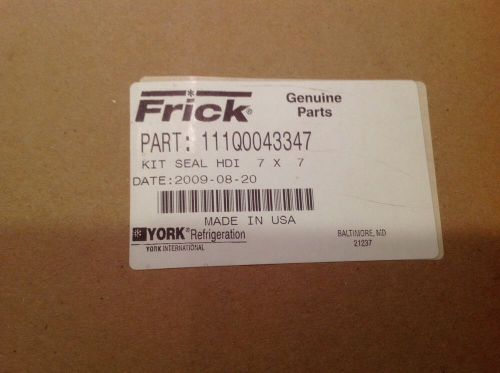 Frick®
Genuine
Parts
PART: 111Q0043347
KIT SEAL HDI 7 X 7
DATE:2009-08-20
MADE IN USA
YORK® Refrigeration
YORK INTERNATIONAL
BALTIMORE, MD
21237